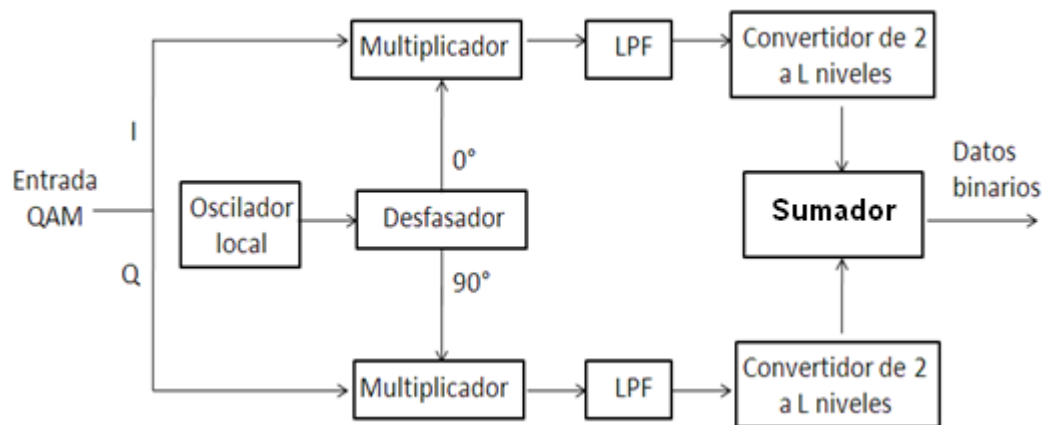 Multiplicador
LPF
Convertidor de 2
a L niveles
I
0°
Entrada
QAM
Oscilador
local
Desfasador
Sumador
Datos
binarios
Q
90°
Multiplicador
LPF
Convertidor de 2
a L niveles